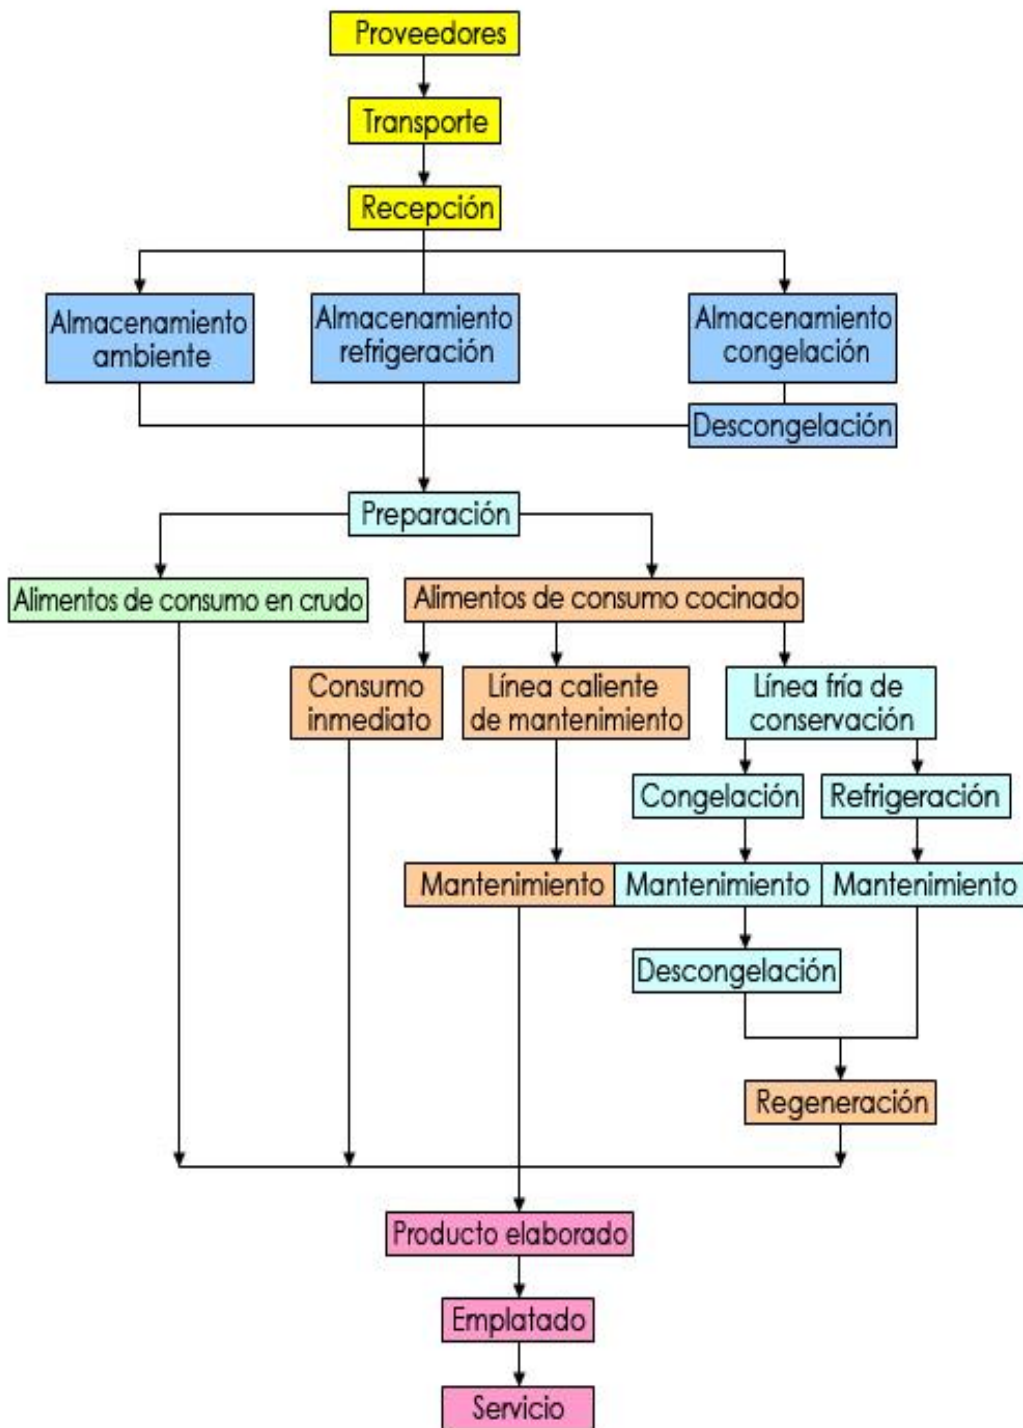 Proveedores
Transporte
Recepción
Almacenamiento
ambiente
Almacenamiento
refrigeración
Almacenamiento
congelación
Descongelación
Preparación
Alimentos de consumo en crudo
Alimentos de consumo cocinado
Consumo
inmediato
Línea caliente
de mantenimiento
Línea fría de
conservación
Congelación
Refrigeración
Mantenimiento
Mantenimiento
Mantenimiento
Descongelación
Regeneración
Producto elaborado
Emplatado
Servicio